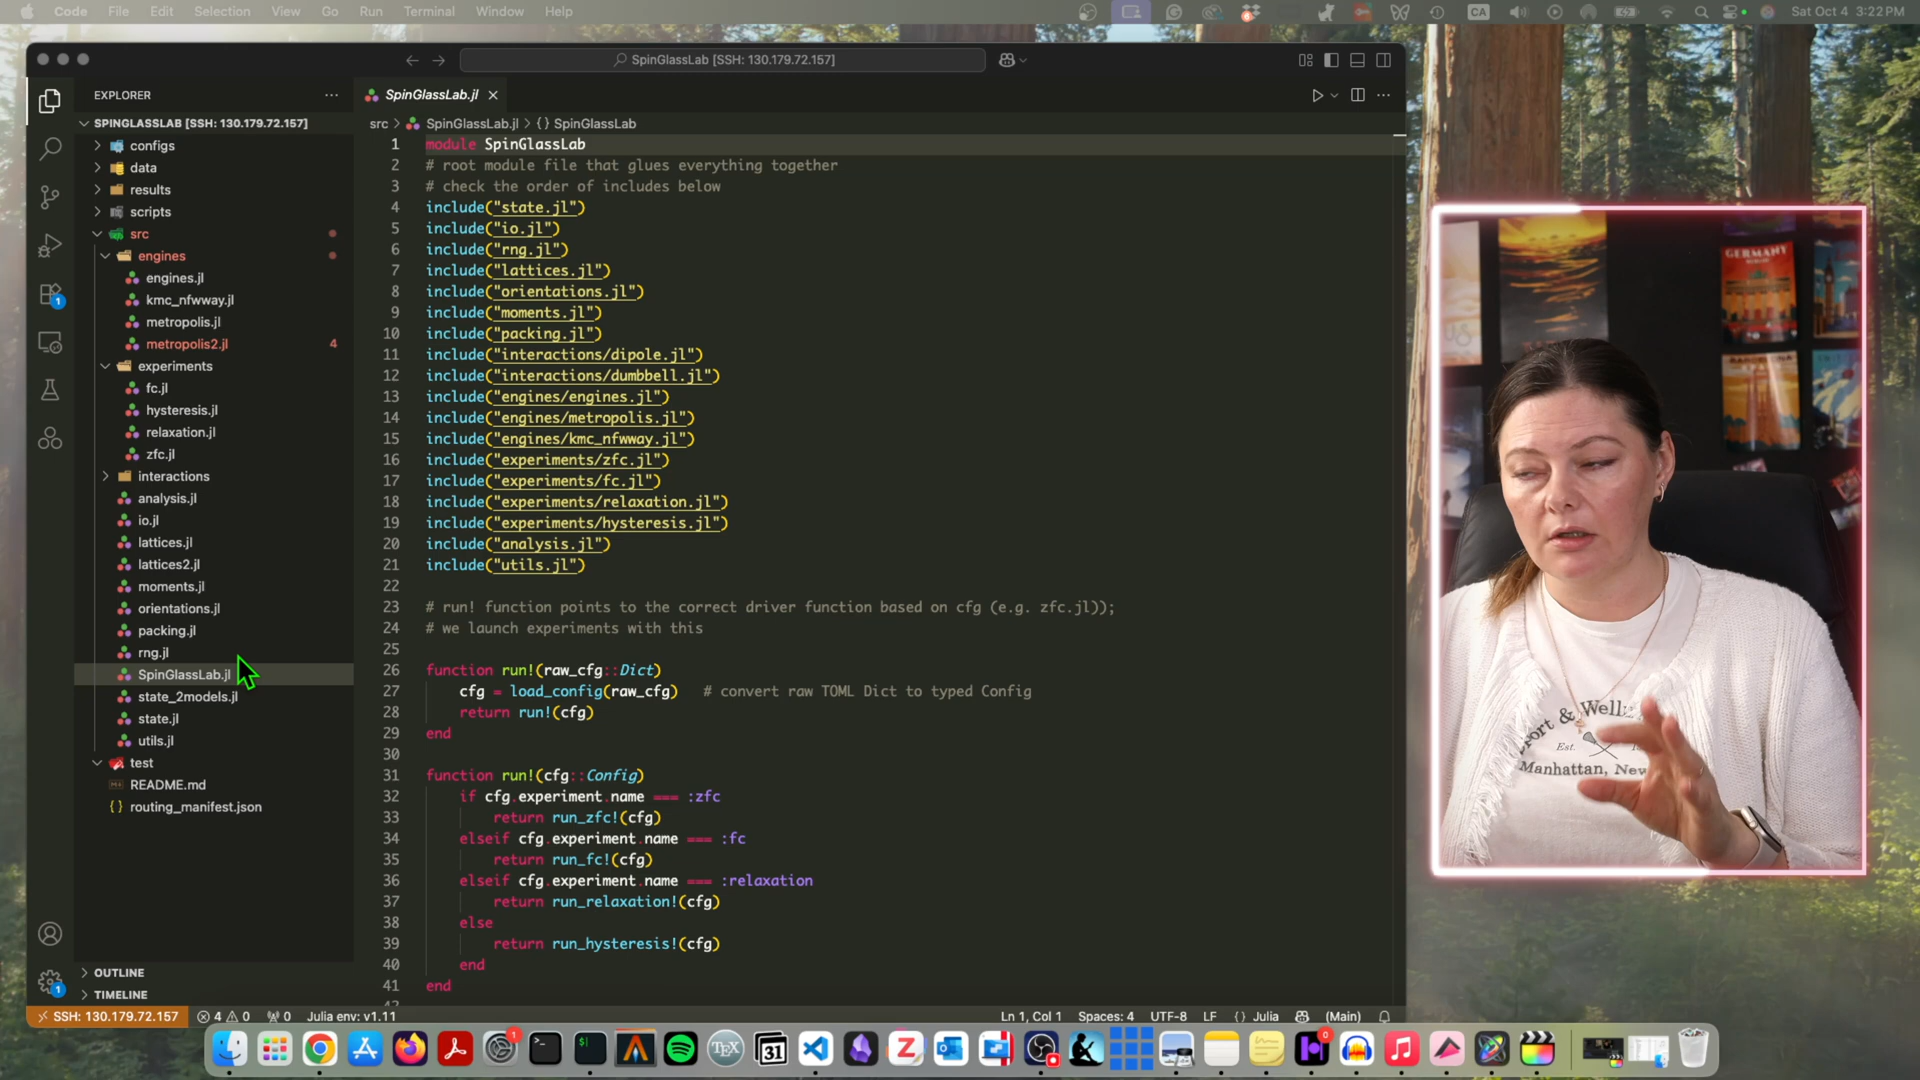 Code File Edit Selection View Go Run Terminal Window Help
CA
Sat Oct 4 3:22 PM
SpinGlassLab [SSH: 130.179.72.157]
EXPLORER
SPINGLASSLAB [SSH: 130.179.72.157]
configs
data
results
scripts
src
engines
engines.jl
kmc_nfwway.jl
metropolis.jl
metropolis2.jl 4
experiments
fc.jl
hysteresis.jl
relaxation.jl
zfc.jl
interactions
analysis.jl
io.jl
lattices.jl
lattices2.jl
moments.jl
orientations.jl
packing.jl
rng.jl
SpinGlassLab.jl
state_2models.jl
state.jl
utils.jl
test
README.md
{} routing_manifest.json
OUTLINE
TIMELINE
1
1
SpinGlassLab.jl
src > SpinGlassLab.jl > {} SpinGlassLab
1 module SpinGlassLab
2 # root module file that glues everything together
3 # check the order of includes below
4 include("state.jl")
5 include("io.jl")
6 include("rng.jl")
7 include("lattices.jl")
8 include("orientations.jl")
9 include("moments.jl")
10 include("packing.jl")
11 include("interactions/dipole.jl")
12 include("interactions/dumbbell.jl")
13 include("engines/engines.jl")
14 include("engines/metropolis.jl")
15 include("engines/kmc_nfwway.jl")
16 include("experiments/zfc.jl")
17 include("experiments/fc.jl")
18 include("experiments/relaxation.jl")
19 include("experiments/hysteresis.jl")
20 include("analysis.jl")
21 include("utils.jl")
22
23 # run! function points to the correct driver function based on cfg (e.g. zfc.jl));
24 # we launch experiments with this
25
26 function run!(raw_cfg::Dict)
27 cfg = load_config(raw_cfg) # convert raw TOML Dict to typed Config
28 return run!(cfg)
29 end
30
31 function run!(cfg::Config)
32 if cfg.experiment.name === :zfc
33 return run_zfc!(cfg)
34 elseif cfg.experiment.name === :fc
35 return run_fc!(cfg)
36 elseif cfg.experiment.name === :relaxation
37 return run_relaxation!(cfg)
38 else
39 return run_hysteresis!(cfg)
40 end
41 end
SSH: 130.179.72.157 4 0 0 Julia env: v1.11
Ln 1, Col 1 Spaces: 4 UTF-8 LF {} Julia (Main)
GERMANY
Est.
Manhattan, New
1
TEX
31
0